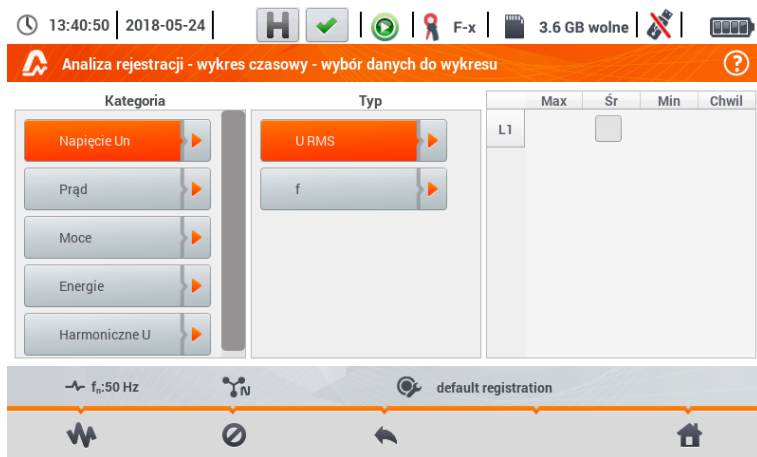 13:40:50 2018-05-24 H F-x 3.6 GB wolne
Analiza rejestracji - wykres czasowy - wybór danych do wykresu ?
Kategoria Typ Max Śr Min Chwil
Napięcie Un U RMS L1
Prąd f
Moce
Energie
Harmoniczne U
fn:50 Hz N default registration